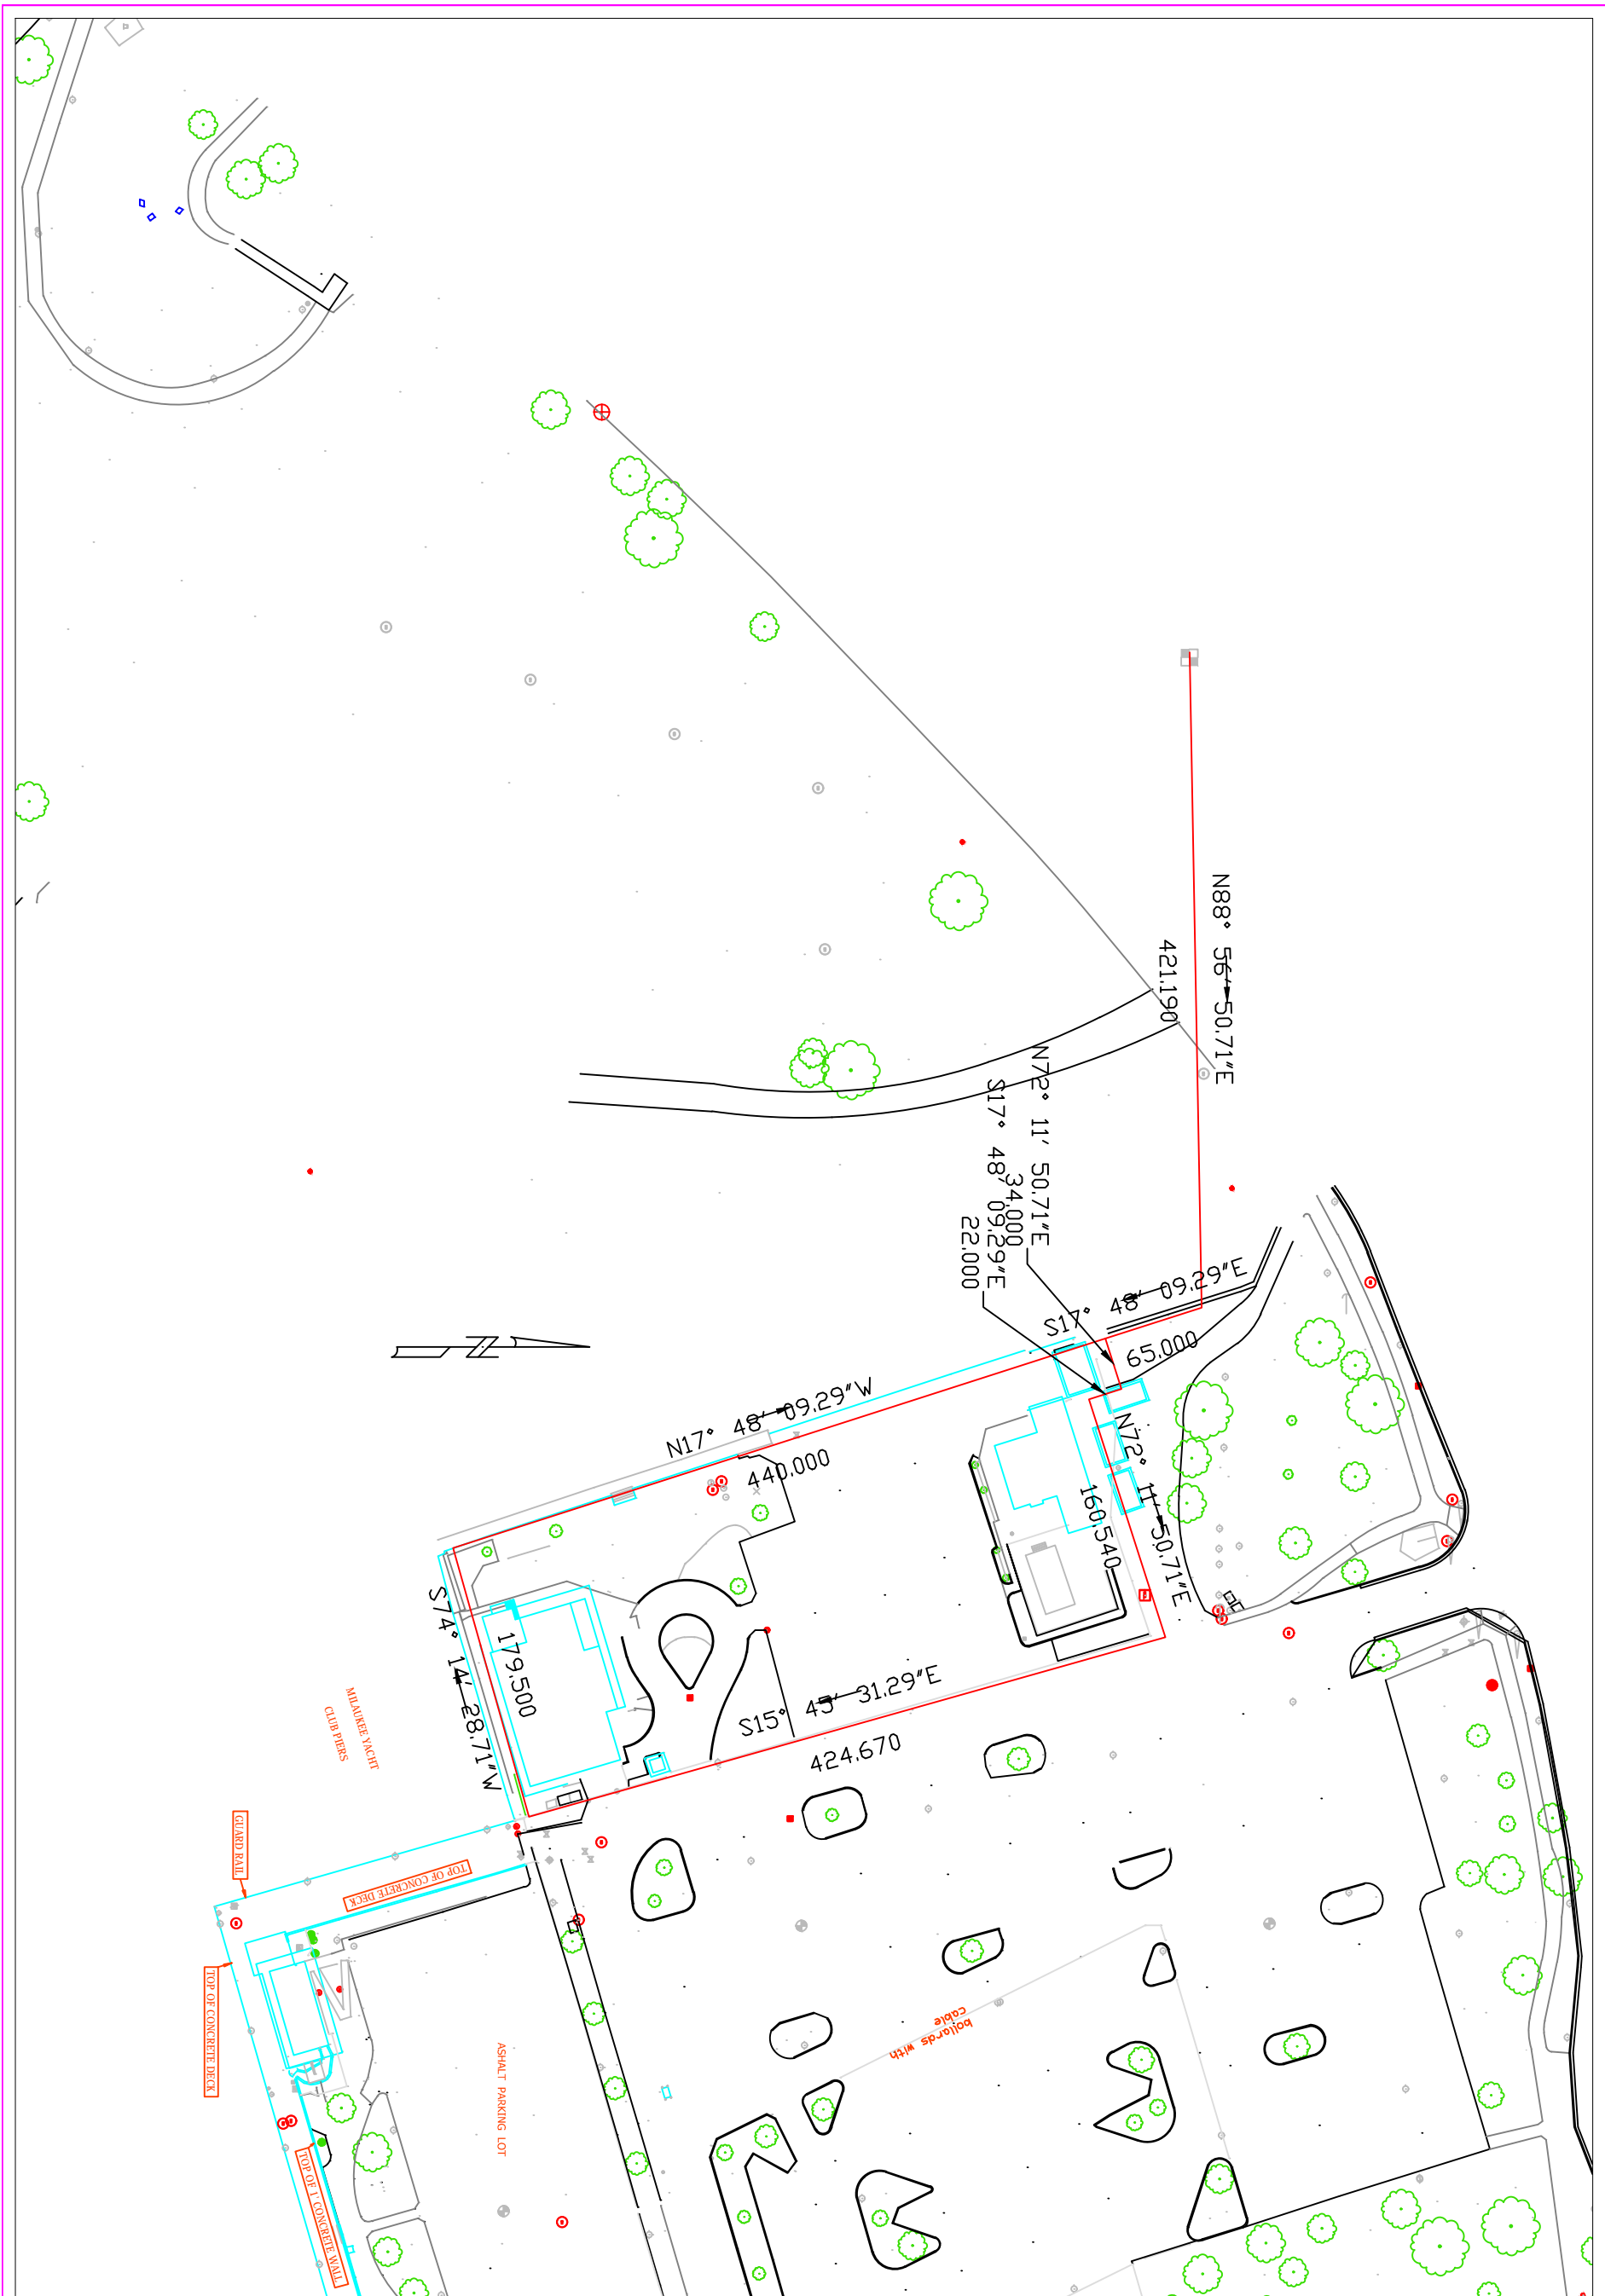 N88° 56' 50.71"E
421.190
N72° 11' 50.71"E
34.000
S17° 48' 09.29"E
22.000
S17° 48' 09.29"E
65.000
N17° 48' 09.29"W
440.000
N72° 11' 50.71"E
160.540
N
S74° 14' 28.71"W
179.500
S15° 45' 31.29"E
424.670
MILAUKEE YACHT
CLUB PIERS
GUARD RAIL
TOP OF CONCRETE DECK
TOP OF CONCRETE DECK
bollards with
cable
ASHALT PARKING LOT
TOP OF 1' CONCRETE WALL